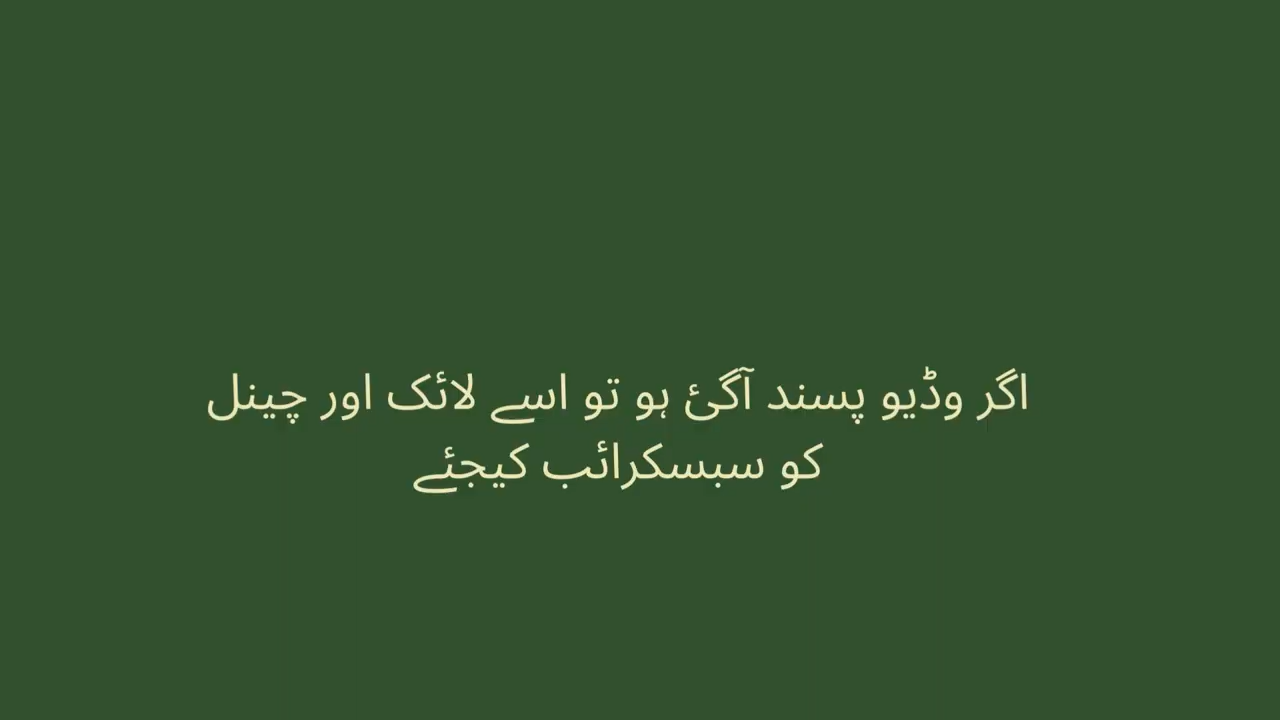 اگر وڈیو پسند آگئ ہو تو اسے لائک اور چینل
کو سبسکرائب کیجئے